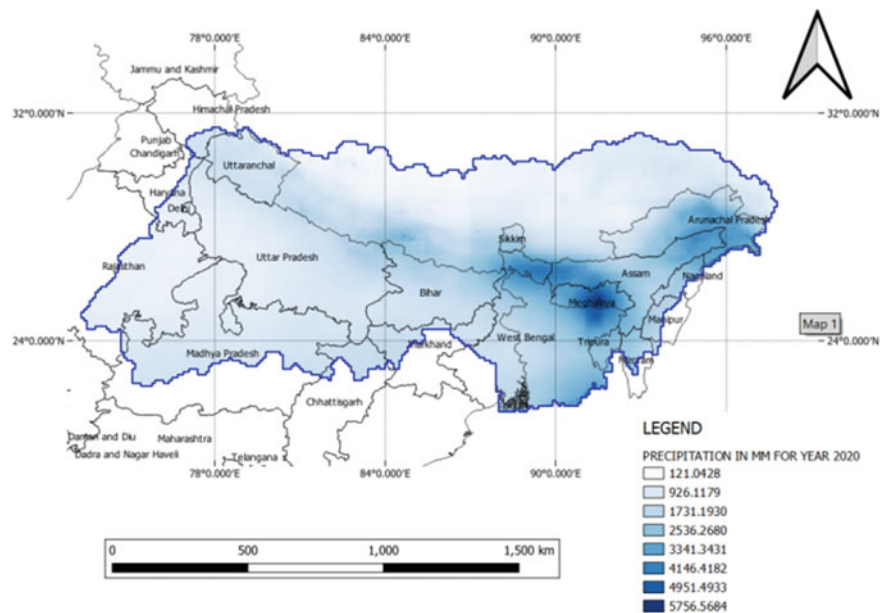 78°0.000'E 84°0.000'E 90°0.000'E 96°0.000'E
Jammu and Kashmir
32°0.000'N 32°0.000'N
Himachal Pradesh
Punjab
Chandigarh
Uttaranchal
Haryana
Delhi
Arunachal Pradesh
Sikkim
Uttar Pradesh
Rajasthan
Assam
Nagaland
Bihar
Meghalaya
Manipur
Map 1
24°0.000'N 24°0.000'N
West Bengal
Tripura
Madhya Pradesh
Jharkhand
Mizoram
Chhattisgarh
Daman and Diu
Maharashtra
Dadra and Nagar Haveli
Telangana
78°0.000'E 84°0.000'E 90°0.000'E 96°0.000'E
LEGEND
PRECIPITATION IN MM FOR YEAR 2020
121.0428
926.1179
1731.1930
2536.2680
3341.3431
4146.4182
4951.4933
5756.5684
0 500 1,000 1,500 km